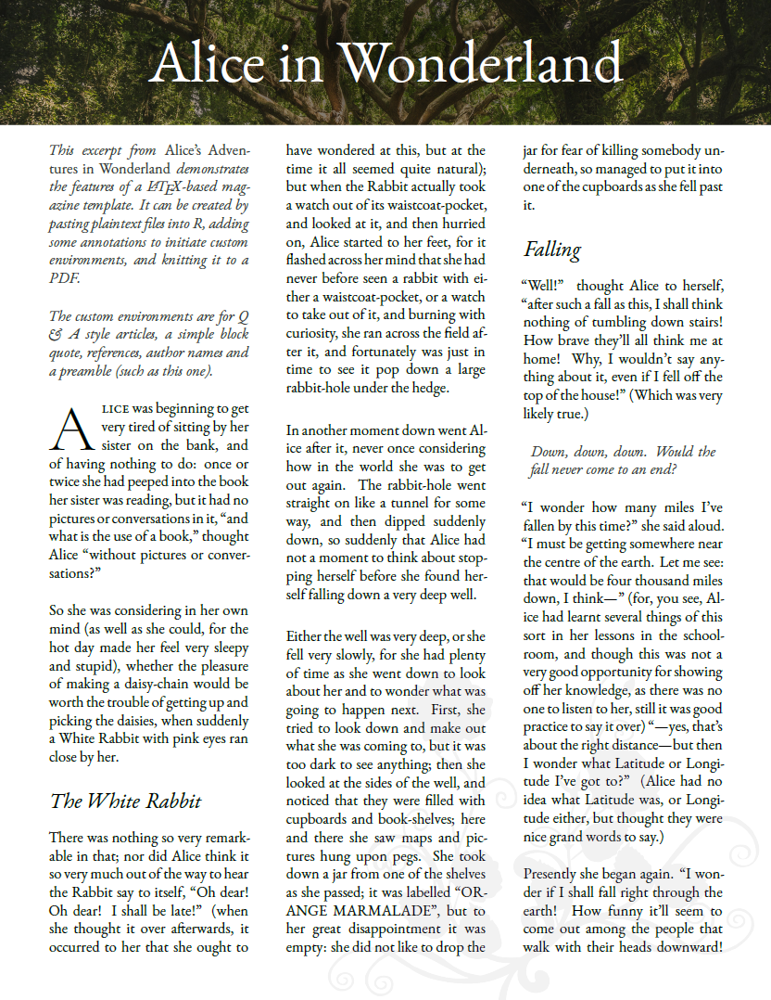 Alice in Wonderland
This excerpt from Alice’s Adven-
tures in Wonderland demonstrates
the features of a LATEX-based mag-
azine template. It can be created by
pasting plaintext files into R, adding
some annotations to initiate custom
environments, and knitting it to a
PDF.
The custom environments are for Q
& A style articles, a simple block
quote, references, author names and
a preamble (such as this one).
ALICE was beginning to get
very tired of sitting by her
sister on the bank, and
of having nothing to do: once or
twice she had peeped into the book
her sister was reading, but it had no
pictures or conversations in it, “and
what is the use of a book,” thought
Alice “without pictures or conver-
sations?”
So she was considering in her own
mind (as well as she could, for the
hot day made her feel very sleepy
and stupid), whether the pleasure
of making a daisy-chain would be
worth the trouble of getting up and
picking the daisies, when suddenly
a White Rabbit with pink eyes ran
close by her.
The White Rabbit
There was nothing so very remark-
able in that; nor did Alice think it
so very much out of the way to hear
the Rabbit say to itself, “Oh dear!
Oh dear! I shall be late!” (when
she thought it over afterwards, it
occurred to her that she ought to
have wondered at this, but at the
time it all seemed quite natural);
but when the Rabbit actually took
a watch out of its waistcoat-pocket,
and looked at it, and then hurried
on, Alice started to her feet, for it
flashed across her mind that she had
never before seen a rabbit with ei-
ther a waistcoat-pocket, or a watch
to take out of it, and burning with
curiosity, she ran across the field af-
ter it, and fortunately was just in
time to see it pop down a large
rabbit-hole under the hedge.
In another moment down went Al-
ice after it, never once considering
how in the world she was to get
out again. The rabbit-hole went
straight on like a tunnel for some
way, and then dipped suddenly
down, so suddenly that Alice had
not a moment to think about stop-
ping herself before she found her-
self falling down a very deep well.
Either the well was very deep, or she
fell very slowly, for she had plenty
of time as she went down to look
about her and to wonder what was
going to happen next. First, she
tried to look down and make out
what she was coming to, but it was
too dark to see anything; then she
looked at the sides of the well, and
noticed that they were filled with
cupboards and book-shelves; here
and there she saw maps and pic-
tures hung upon pegs. She took
down a jar from one of the shelves
as she passed; it was labelled “OR-
ANGE MARMALADE”, but to
her great disappointment it was
empty: she did not like to drop the
jar for fear of killing somebody un-
derneath, so managed to put it into
one of the cupboards as she fell past
it.
Falling
“Well!” thought Alice to herself,
“after such a fall as this, I shall think
nothing of tumbling down stairs!
How brave they’ll all think me at
home! Why, I wouldn’t say any-
thing about it, even if I fell off the
top of the house!” (Which was very
likely true.)
Down, down, down. Would the
fall never come to an end?
“I wonder how many miles I’ve
fallen by this time?” she said aloud.
“I must be getting somewhere near
the centre of the earth. Let me see:
that would be four thousand miles
down, I think—” (for, you see, Al-
ice had learnt several things of this
sort in her lessons in the school-
room, and though this was not a
very good opportunity for showing
off her knowledge, as there was no
one to listen to her, still it was good
practice to say it over) “—yes, that’s
about the right distance—but then
I wonder what Latitude or Longi-
tude I’ve got to?” (Alice had no
idea what Latitude was, or Longi-
tude either, but thought they were
nice grand words to say.)
Presently she began again. “I won-
der if I shall fall right through the
earth! How funny it’ll seem to
come out among the people that
walk with their heads downward!